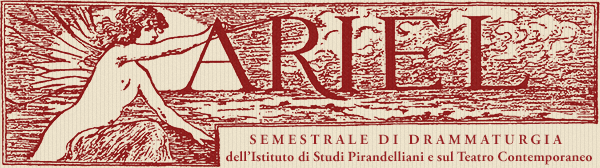 ARIEL
SEMESTRALE DI DRAMMATURGIA
dell'Istituto di Studi Pirandelliani e sul Teatro Contemporaneo